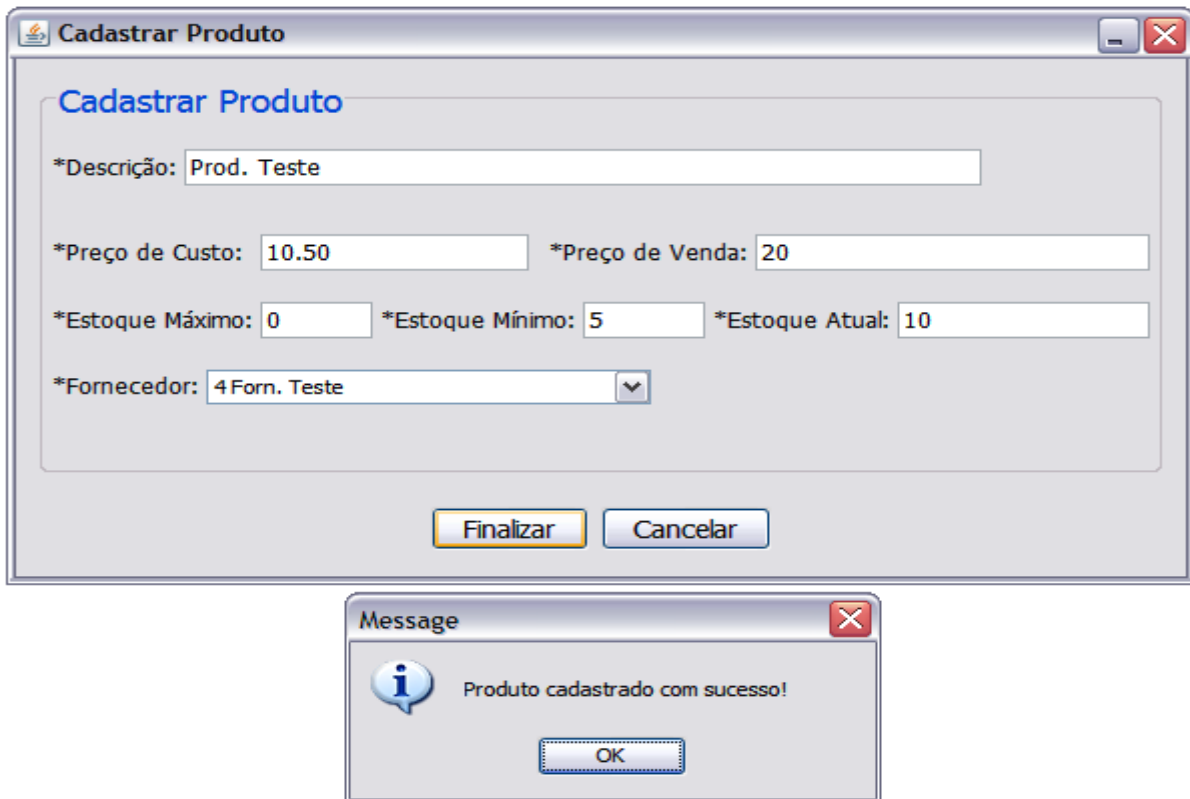 Cadastrar Produto
Cadastrar Produto
*Descrição: Prod. Teste
*Preço de Custo: 10.50 *Preço de Venda: 20
*Estoque Máximo: 0 *Estoque Mínimo: 5 *Estoque Atual: 10
*Fornecedor: 4 Forn. Teste
Finalizar Cancelar
Message
Produto cadastrado com sucesso!
OK